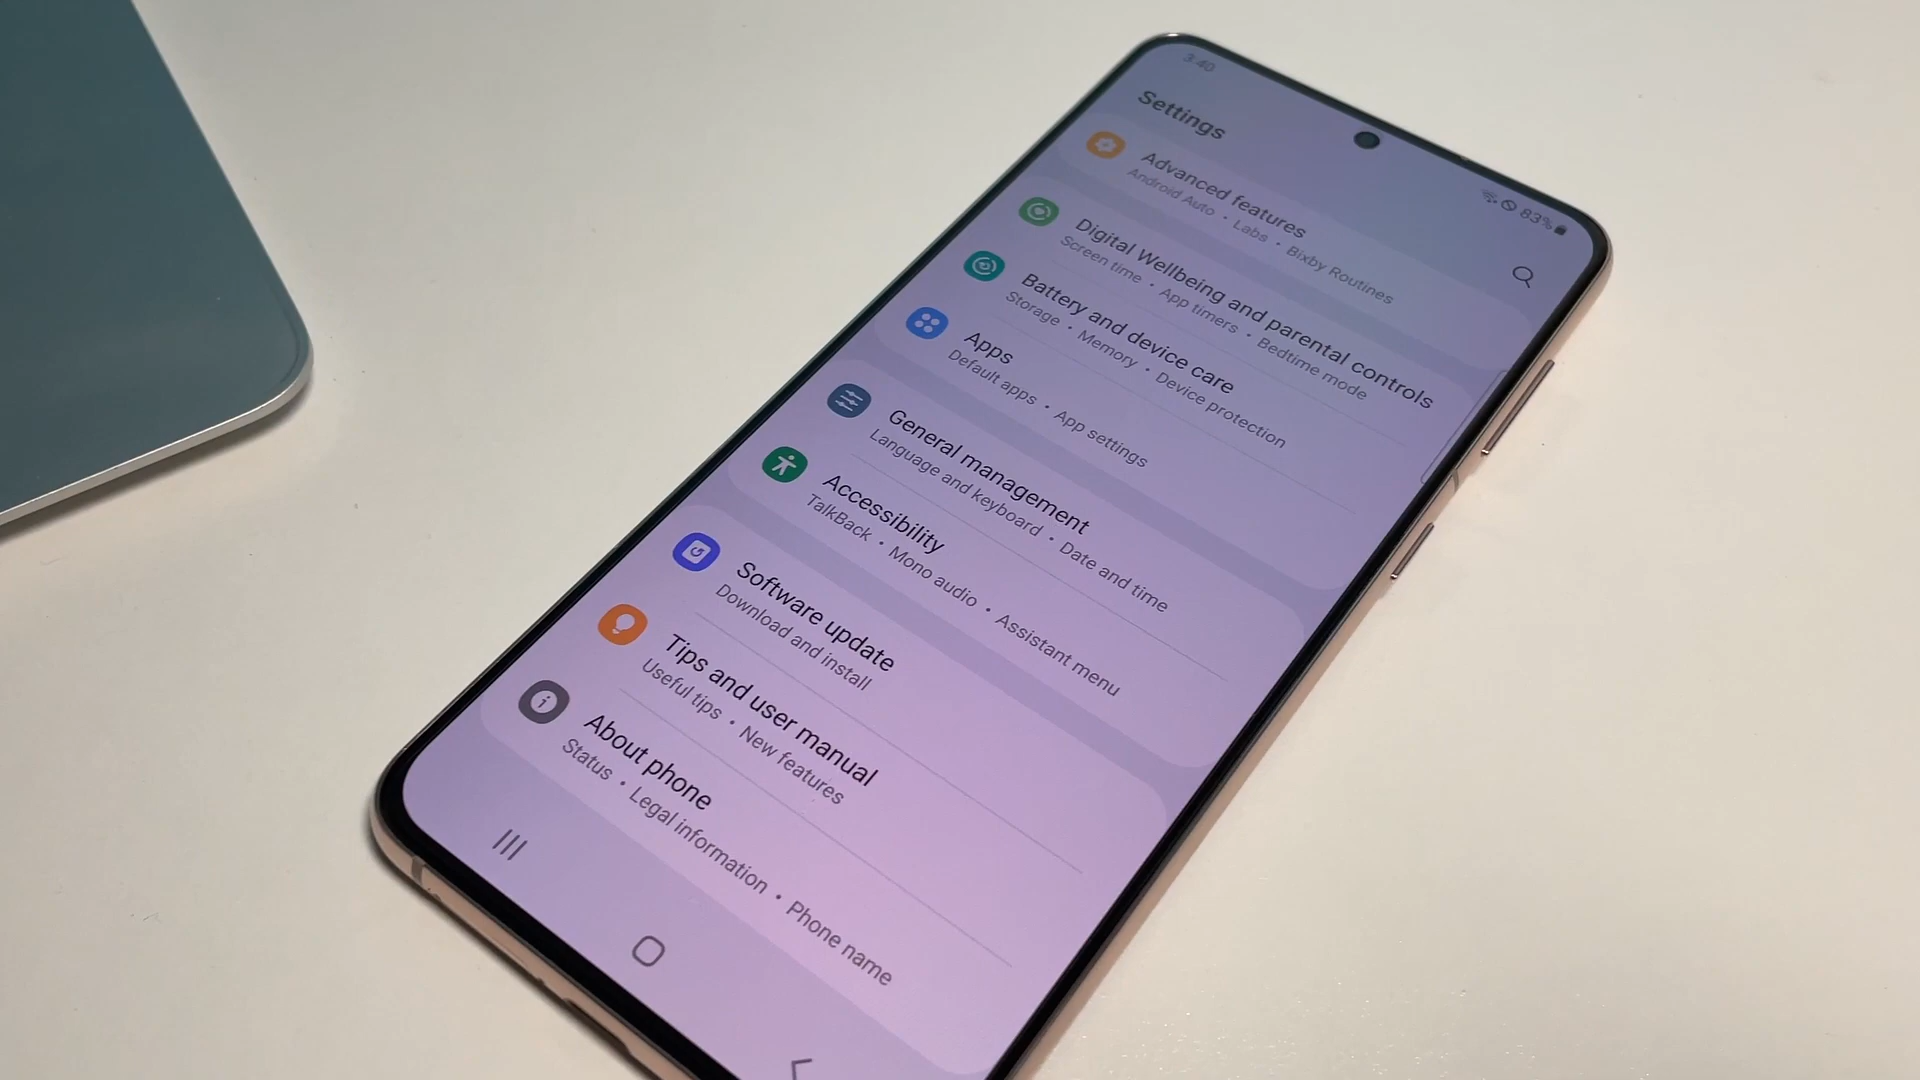 3:40
83%
Settings
Advanced features
Android Auto • Labs • Bixby Routines
Digital Wellbeing and parental controls
Screen time • App timers • Bedtime mode
Battery and device care
Storage • Memory • Device protection
Apps
Default apps • App settings
General management
Language and keyboard • Date and time
Accessibility
TalkBack • Mono audio • Assistant menu
Software update
Download and install
Tips and user manual
Useful tips • New features
About phone
Status • Legal information • Phone name